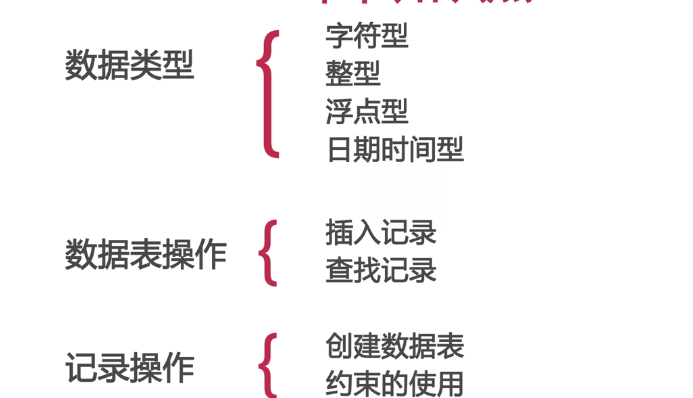 数据类型
字符型
整型
浮点型
日期时间型
数据表操作
插入记录
查找记录
记录操作
创建数据表
约束的使用